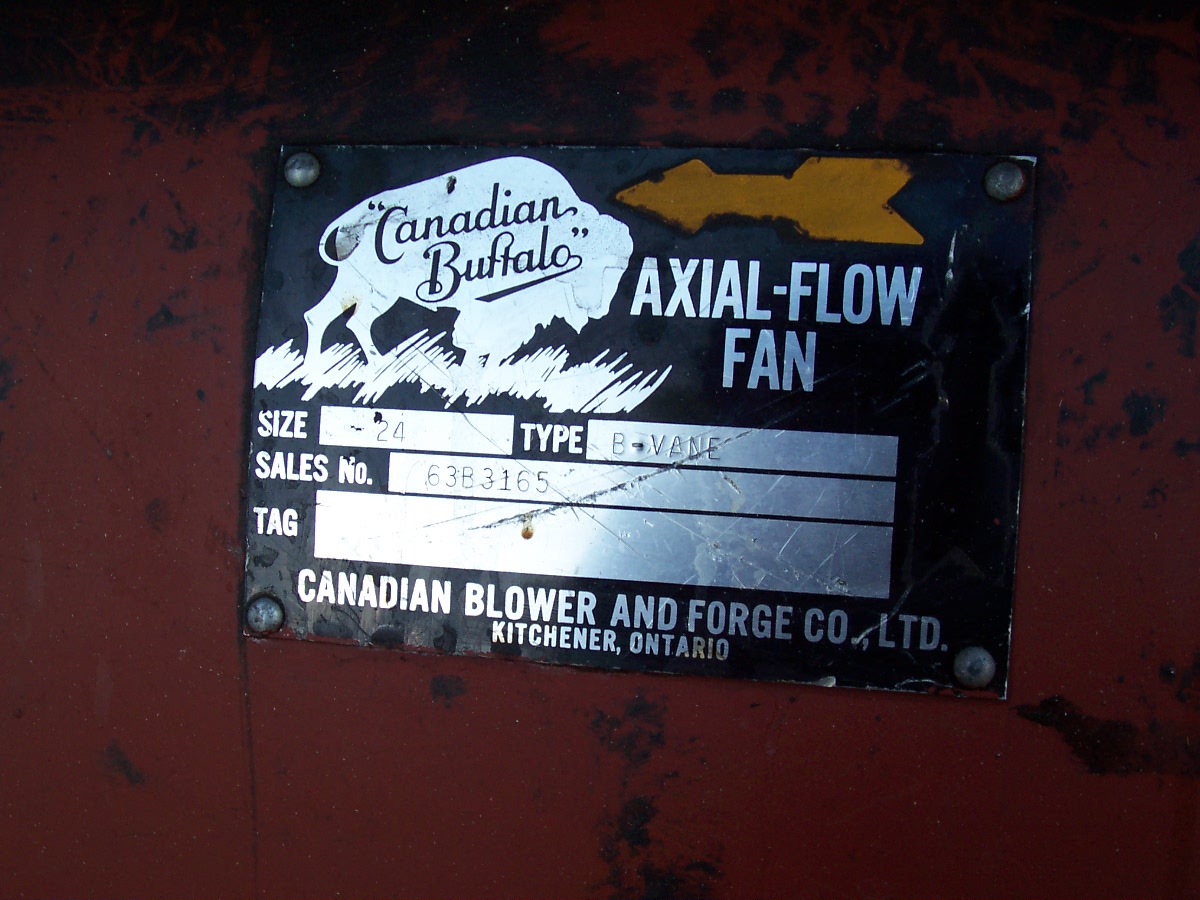 "Canadian
Buffalo"
AXIAL-FLOW
FAN
SIZE - 24 TYPE B-VANE
SALES No. 63B3165
TAG
CANADIAN BLOWER AND FORGE CO., LTD.
KITCHENER, ONTARIO